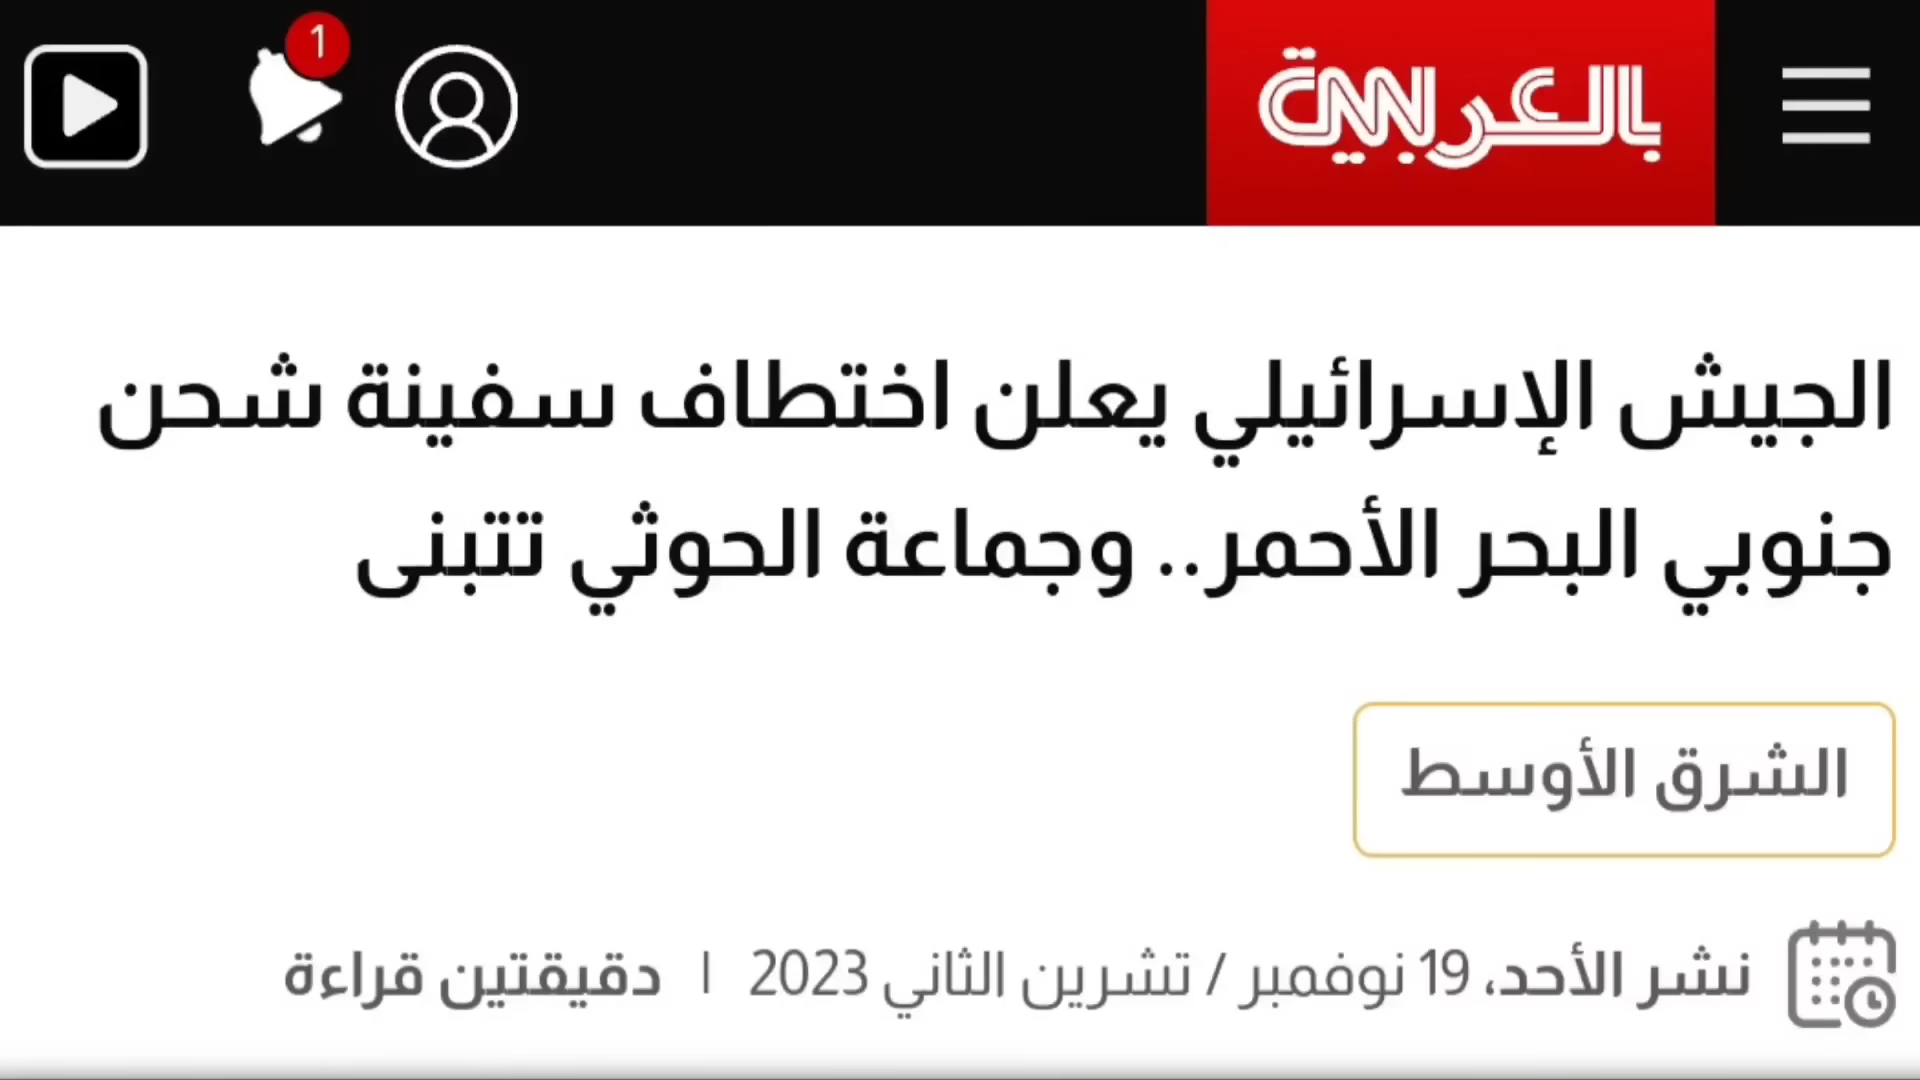 1
بالعربية
الجيش الإسرائيلي يعلن اختطاف سفينة شحن
جنوبي البحر الأحمر.. وجماعة الحوثي تتبنى
الشرق الأوسط
نشر الأحد، 19 نوفمبر / تشرين الثاني 2023 | دقيقتين قراءة